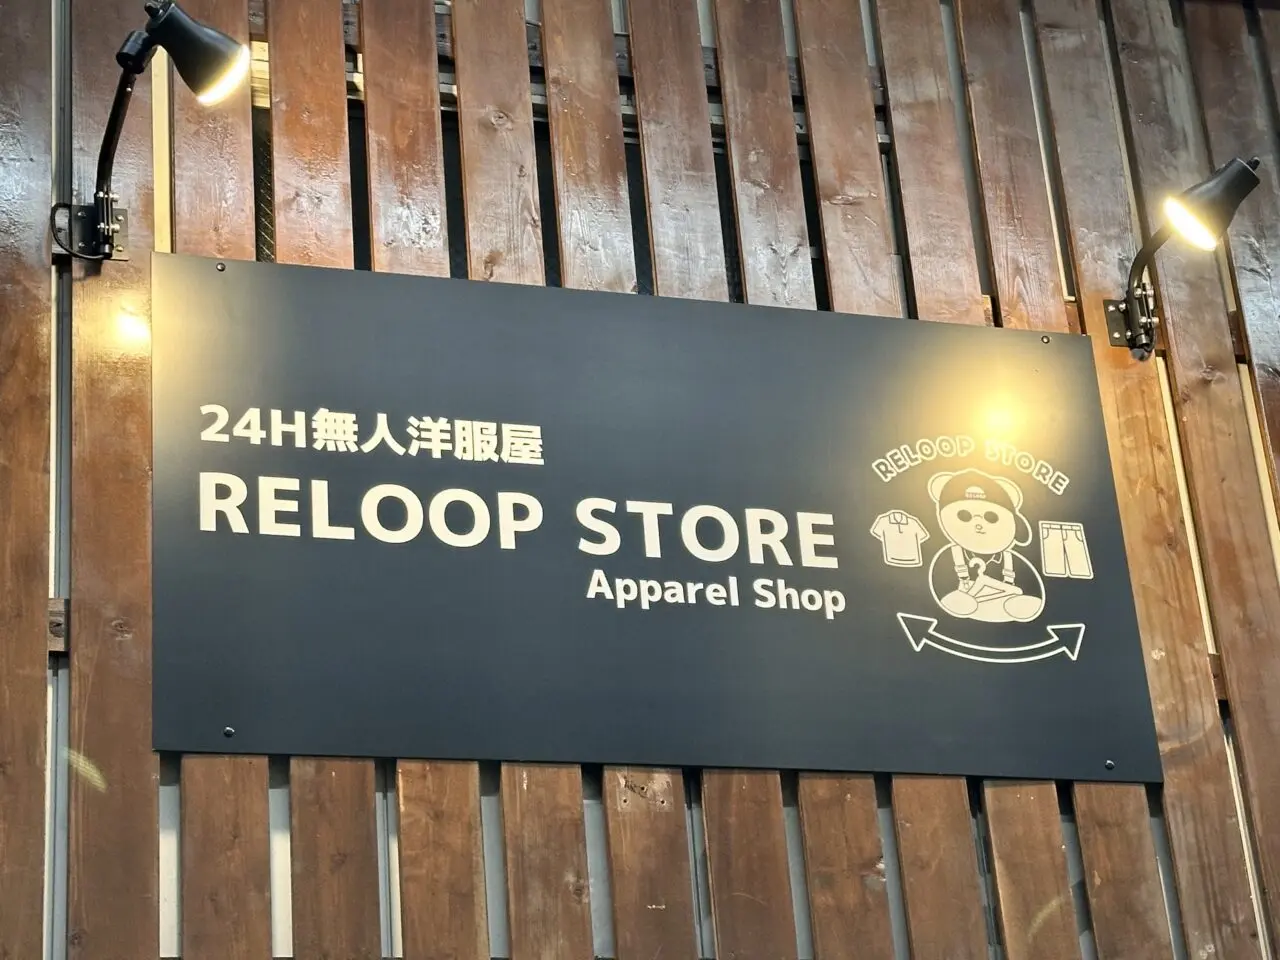 24H無人洋服屋
RELOOP STORE
Apparel Shop
RELOOP STORE